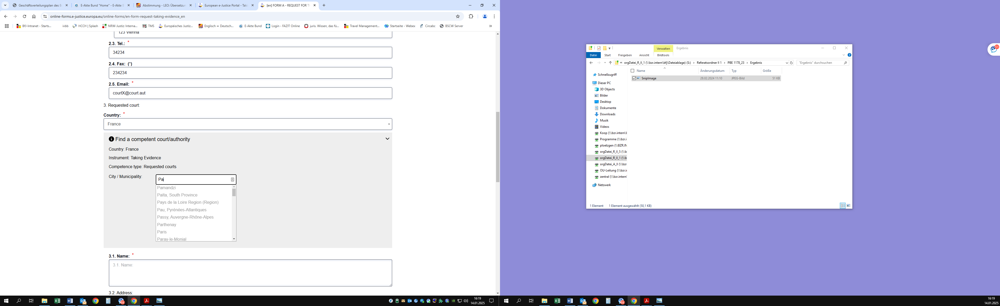 Geschäftsverteilungsplan des B
E-Akte Bund "Home" - E-Akte B
Abstimmung - LEO: Übersetzun
European e-Justice Portal - Taki
[en] FORM A - REQUEST FOR T
online-forms.e-justice.europa.eu/online-forms/en-form-request-taking-evidence_en
BfJ-Intranet - Starts...
ivbb
HCCH | Splash
NRW-Justiz: Interna...
TMS
Europäisches Justiz...
Englisch ⇔ Deutsch...
E-Akte Bund
Login - FAZIT Online
juris. Wissen, das fü...
Travel Management...
Startseite - Webex
Circabc
BSCW Server
123 Vienna
2.3. Tel.: *
34234
2.4. Fax: (*)
234234
2.5. Email: *
courtX@court.aut
3. Requested court:
Country: *
France
Find a competent court/authority
Country: France
Instrument: Taking Evidence
Competence type: Requested courts
City / Municipality:
Pa
Pamandzi
Païta, South Province
Pays de la Loire Region (Region)
Pau, Pyrénées-Atlantiques
Passy, Auvergne-Rhône-Alpes
Parthenay
Paris
Paray-le-Monial
3.1. Name: *
3.1. Name:
3.2. Address:
16:19
14.01.2025
Verwalten
Ergebnis
Datei
Start
Freigeben
Ansicht
Bildtools
« orgDatei_R_II_1 (\\bzr.intern\bfj\Dateiablage) (S:) › Referatsordner II 1 › PBE 1178_23 › Ergebnis
"Ergebnis" durchsuchen
Name
Änderungsdatum
Typ
Größe
SnipImage
28.02.2024 11:10
JPEG-Bild
51 KB
Schnellzugriff
Dieser PC
3D Objects
Bilder
Desktop
Dokumente
Downloads
Musik
Videos
Koop (\\bzr.intern\b
Programme (\\bzr.i
ploetzgen (\\BZR.IN
orgDatei_R_II_5 (\\b
orgDatei_R_II_1 (\\b
orgDatei_A_II (\\bzr
OU-Leitung (\\bzr.in
zentral (\\bzr.intern\
Netzwerk
1 Element
1 Element ausgewählt (50,1 KB)
51
16:19
14.01.2025